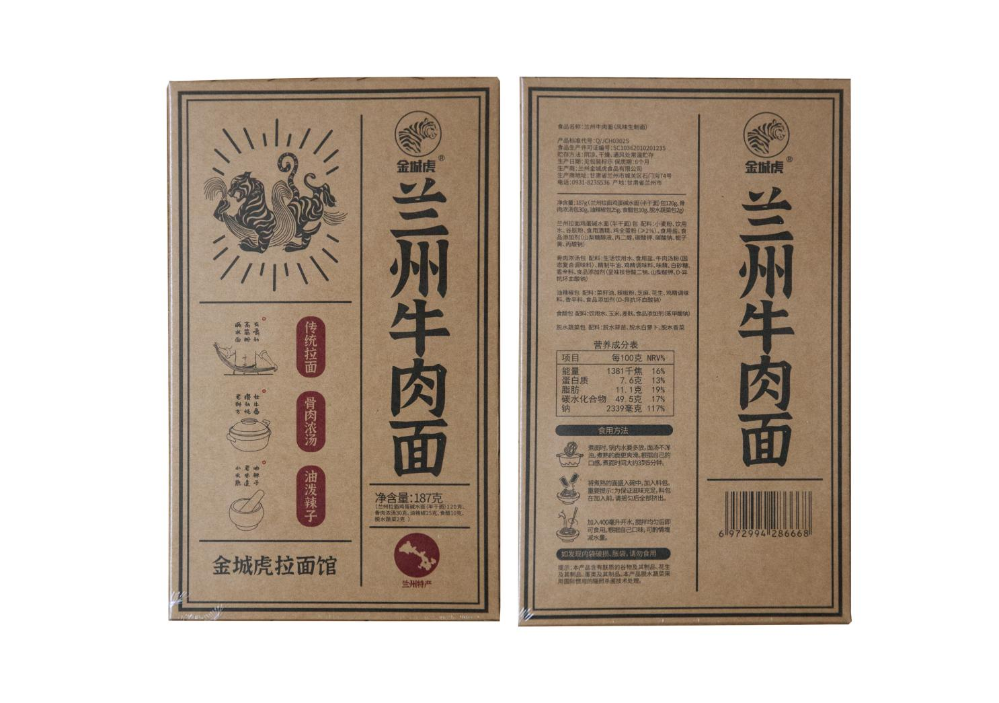 金城虎®
兰州牛肉面
传统拉面
有嚼劲
高筋粉
碱水面
骨肉浓汤
油泼辣子
油辣子
净含量:187克
(兰州拉面鸡蛋碱水面(半干面)120克、
骨肉浓汤30克、油辣椒25克、食醋10克、
脱水蔬菜2克 )
兰州特产
金城虎拉面馆
食品名称:兰州牛肉面(风味生制面)
产品标准代号:Q/JCH0302S
食品生产许可证编号:SC10362010201235
贮存方法:阴凉、干燥、通风处常温贮存
生产日期:见包装标示 保质期:6个月
生产商:兰州金城虎食品有限公司
生产商地址:甘肃省兰州市城关区石门沟74号
电话:0931-8235536 产地:甘肃省兰州市
净含量:187g(兰州拉面鸡蛋碱水面(半干面)包120g、骨
肉浓汤包30g、油辣椒包25g、食醋包10g、脱水蔬菜包2g)
兰州拉面鸡蛋碱水面(半干面)包 配料:小麦粉、饮用
水、谷朊粉、食用酒精、鸡全蛋粉(≥2%)、食用盐、食
品添加剂(山梨糖醇液、丙二醇、碳酸钾、碳酸钠、栀子
黄、丙酸钠)
骨肉浓汤包 配料:生活饮用水、食用盐、牛肉汤粉(固
态复合调味料)、精制牛油、鸡精调味料、味精、白砂糖、
香辛料、食品添加剂(呈味核苷酸二钠、山梨酸钾、D-异
抗坏血酸钠)
油辣椒包 配料:菜籽油、辣椒粉、芝麻、花生、鸡精调味
料、香辛料、食品添加剂(D-异抗坏血酸钠)
食醋包 配料:饮用水、玉米、麦麸、食品添加剂(苯甲酸钠)
脱水蔬菜包 配料:脱水蒜苗、脱水白萝卜、脱水香菜
营养成分表
项目 每100克 NRV%
能量 1381千焦 16%
蛋白质 7.6克 13%
脂肪 11.1克 19%
碳水化合物 49.5克 17%
钠 2339毫克 117%
食用方法
煮面时,锅内水要多放,面汤不浑
浊,煮熟的面更爽滑。根据自己的
口感,煮面时间大约3到5分钟。
将煮熟的面盛入碗中,加入料包。
重要提示:为保证滋味充足,料包
在加入前,请摇匀后全部挤出。
加入400毫升开水,搅拌均匀后即
可食用。根据自己口味,可酌情增
减水量。
如发现内袋破损、胀袋,请勿食用
提示:本产品含有麸质的谷物及其制品、花生
及其制品、蛋类及其制品。本产品脱水蔬菜采
用国际惯用的辐照杀菌技术处理。
金城虎®
兰州牛肉面
6 972994 286668